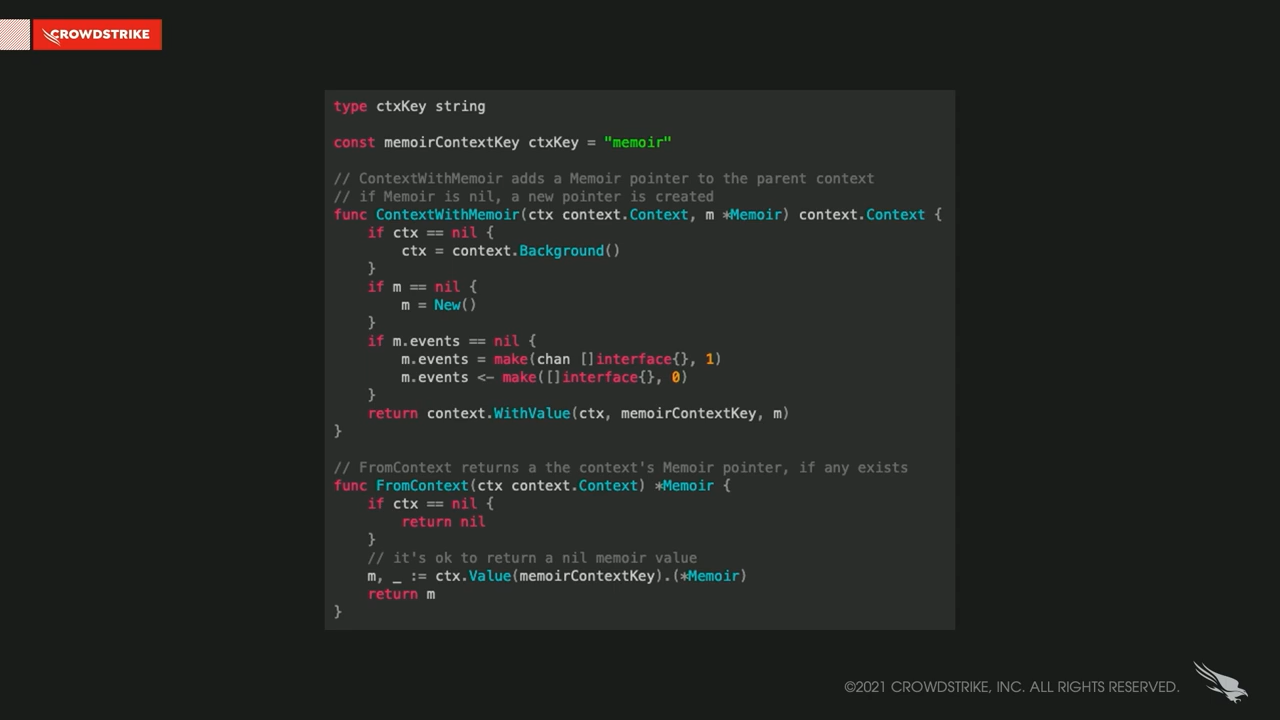 CROWDSTRIKE
type ctxKey string
const memoirContextKey ctxKey = "memoir"
// ContextWithMemoir adds a Memoir pointer to the parent context
// if Memoir is nil, a new pointer is created
func ContextWithMemoir(ctx context.Context, m *Memoir) context.Context {
    if ctx == nil {
        ctx = context.Background()
    }
    if m == nil {
        m = New()
    }
    if m.events == nil {
        m.events = make(chan []interface{}, 1)
        m.events <- make([]interface{}, 0)
    }
    return context.WithValue(ctx, memoirContextKey, m)
}
// FromContext returns a the context's Memoir pointer, if any exists
func FromContext(ctx context.Context) *Memoir {
    if ctx == nil {
        return nil
    }
    // it's ok to return a nil memoir value
    m, _ := ctx.Value(memoirContextKey).(*Memoir)
    return m
}
©2021 CROWDSTRIKE, INC. ALL RIGHTS RESERVED.